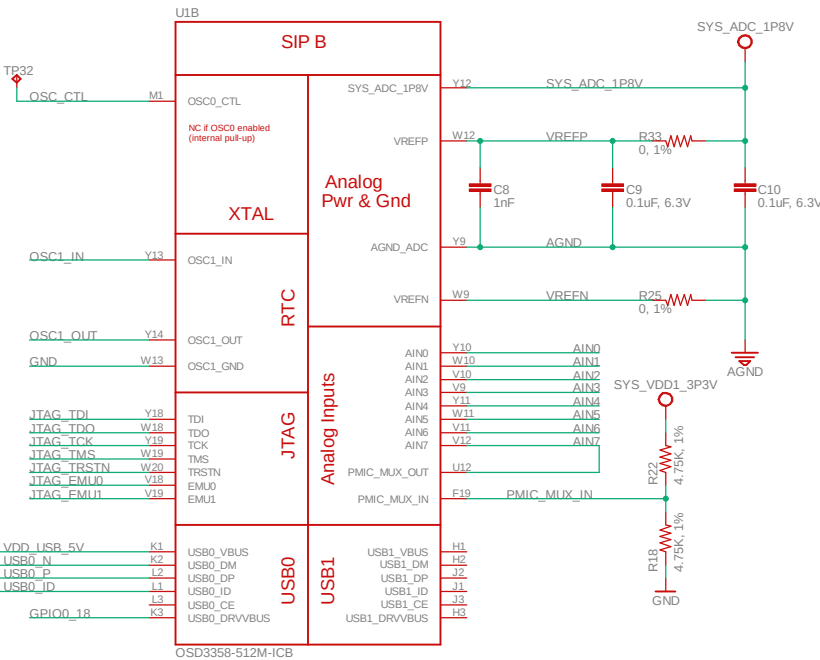 U1B
SIP B
SYS_ADC_1P8V
TP32
OSC_CTL M1 OSC0_CTL
NC if OSC0 enabled
(internal pull-up)
XTAL
Analog
Pwr & Gnd
SYS_ADC_1P8V Y12 SYS_ADC_1P8V
VREFP W12 VREFP R33
0, 1%
C8
1nF
C9
0.1uF, 6.3V
C10
0.1uF, 6.3V
AGND_ADC Y9 AGND
VREFN W9 VREFN R25
0, 1%
AGND
OSC1_IN Y13 OSC1_IN
RTC
OSC1_OUT Y14 OSC1_OUT
GND W13 OSC1_GND
Analog Inputs
AIN0 Y10 AIN0
AIN1 W10 AIN1
AIN2 V10 AIN2
AIN3 V9 AIN3
AIN4 Y11 AIN4
AIN5 W11 AIN5
AIN6 V11 AIN6
AIN7 V12 AIN7
PMIC_MUX_OUT U12
PMIC_MUX_IN F19 PMIC_MUX_IN
SYS_VDD1_3P3V
R22
4.75K, 1%
R18
4.75K, 1%
GND
JTAG
JTAG_TDI Y18 TDI
JTAG_TDO W18 TDO
JTAG_TCK Y19 TCK
JTAG_TMS W19 TMS
JTAG_TRSTN W20 TRSTN
JTAG_EMU0 V18 EMU0
JTAG_EMU1 V19 EMU1
VDD_USB_5V K1 USB0_VBUS
USB0_N K2 USB0_DM
USB0_P L2 USB0_DP
USB0_ID L1 USB0_ID
L3 USB0_CE
GPIO0_18 K3 USB0_DRVVBUS
USB0
USB1
USB1_VBUS H1
USB1_DM H2
USB1_DP J2
USB1_ID J1
USB1_CE J3
USB1_DRVVBUS H3
OSD3358-512M-ICB